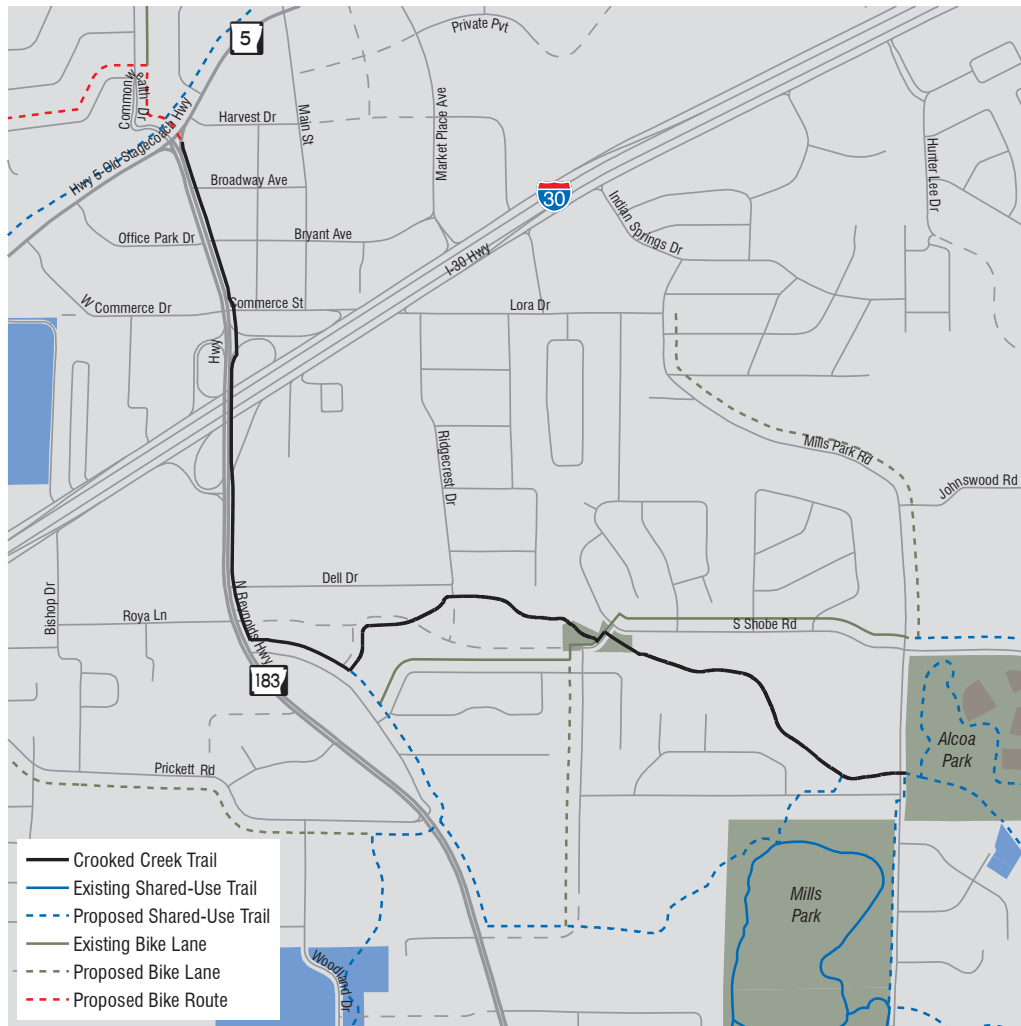 Private Pvt
5
Common
Wealth Dr
Harvest Dr
Main St
Market Place Ave
Hwy 5-Old Stagecoach Hwy
Hunter Lee Dr
Broadway Ave
30
Indian Springs Dr
Office Park Dr
Bryant Ave
I-30 Hwy
W Commerce Dr
Commerce St
Lora Dr
Hwy
Ridgecrest Dr
Mills Park Rd
Johnswood Rd
Bishop Dr
Dell Dr
N Reynolds Hwy
Roya Ln
S Shobe Rd
183
Alcoa
Park
Prickett Rd
Crooked Creek Trail
Existing Shared-Use Trail
Proposed Shared-Use Trail
Existing Bike Lane
Proposed Bike Lane
Proposed Bike Route
Mills
Park
Woodland Dr